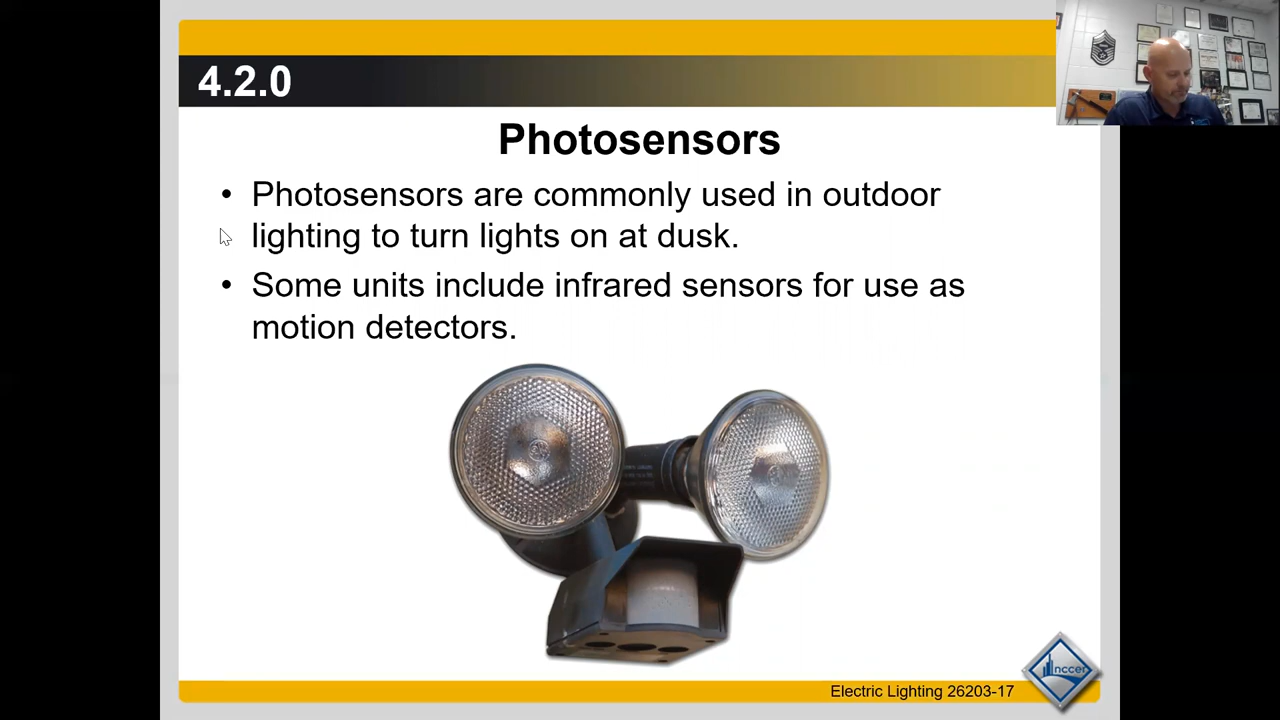 4.2.0
Photosensors
• Photosensors are commonly used in outdoor
lighting to turn lights on at dusk.
• Some units include infrared sensors for use as
motion detectors.
Electric Lighting 26203-17
nccer